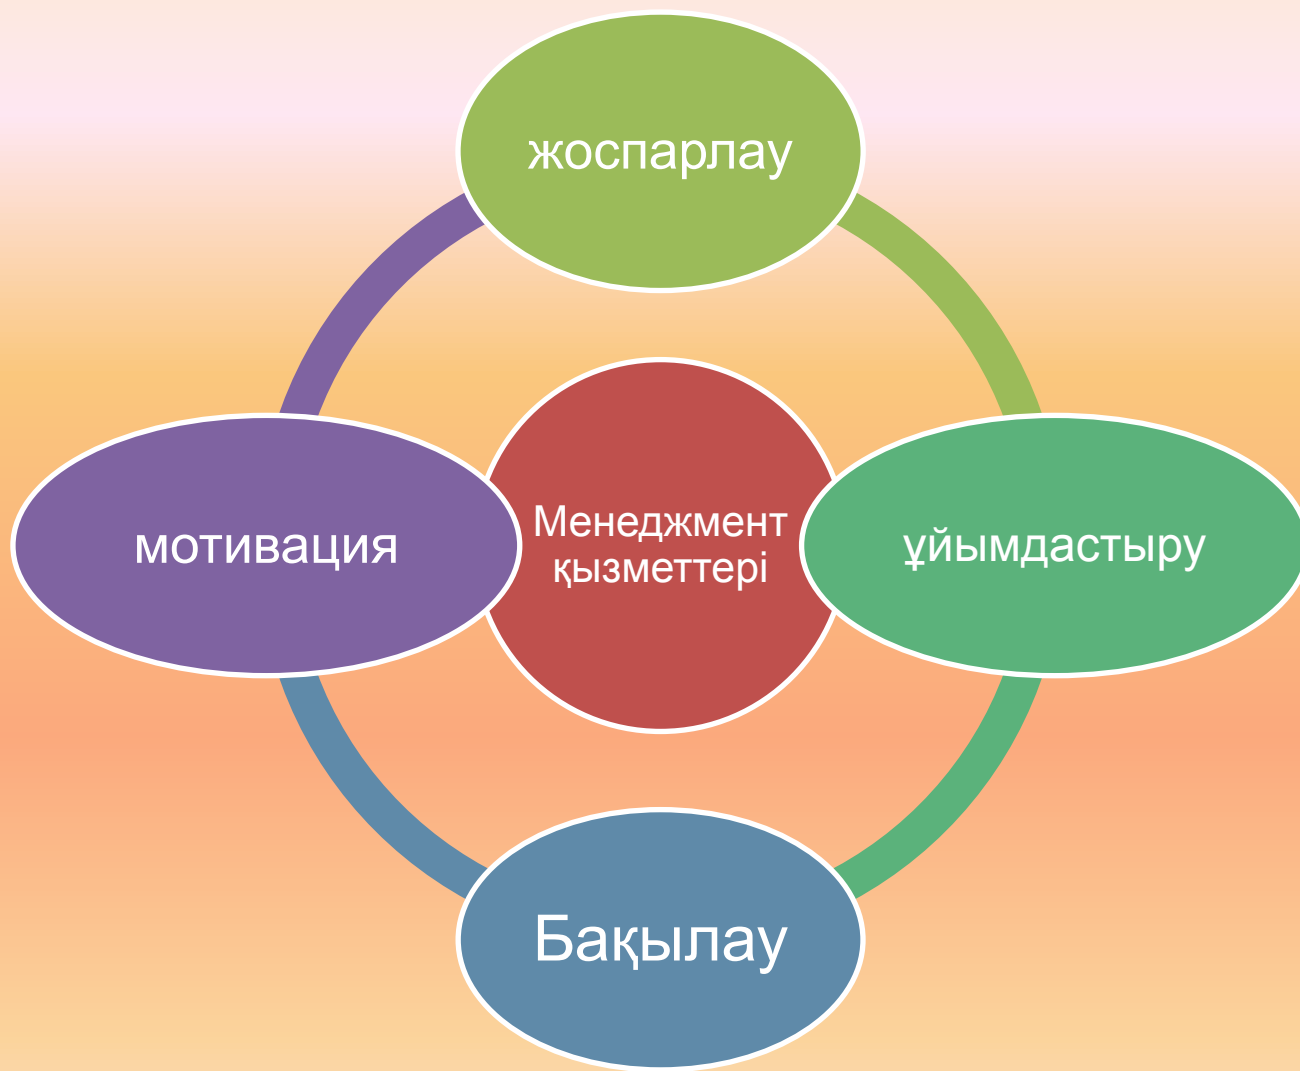 жоспарлау
мотивация
Менеджмент
қызметтері
ұйымдастыру
Бақылау